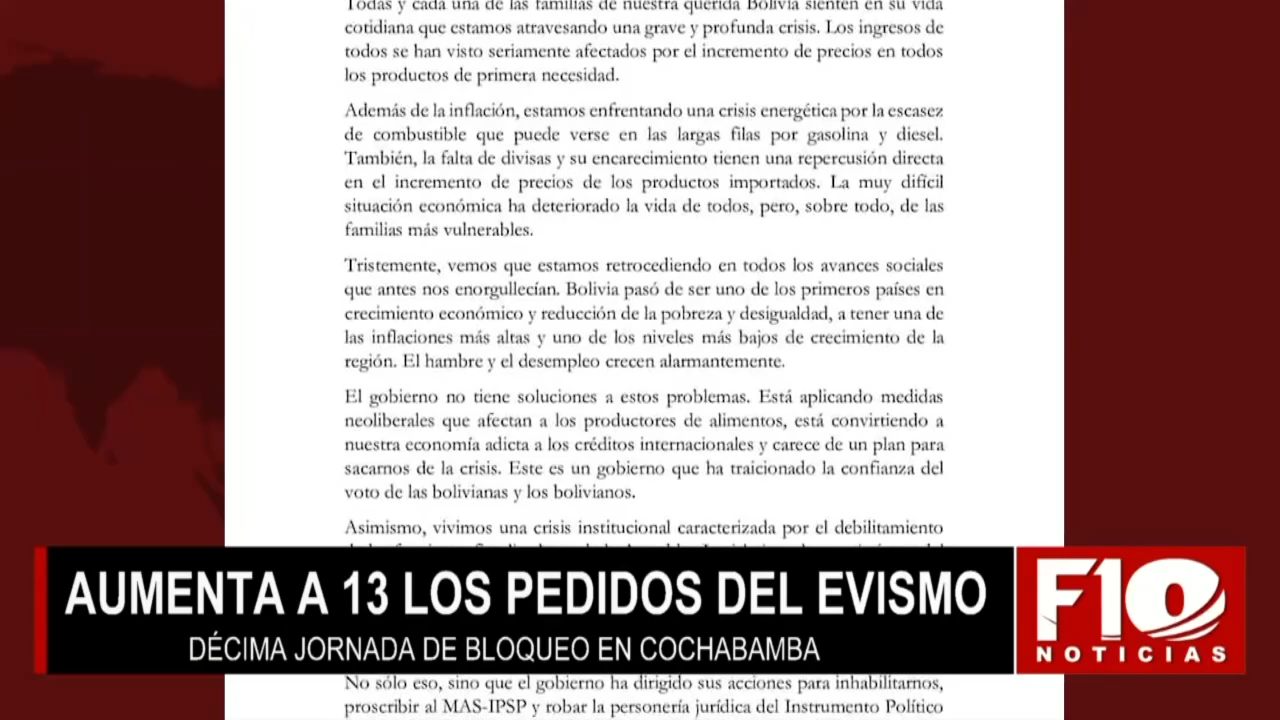 Todas y cada una de las familias de nuestra querida Bolivia sienten en su vida
cotidiana que estamos atravesando una grave y profunda crisis. Los ingresos de
todos se han visto seriamente afectados por el incremento de precios en todos
los productos de primera necesidad.
Además de la inflación, estamos enfrentando una crisis energética por la escasez
de combustible que puede verse en las largas filas por gasolina y diesel.
También, la falta de divisas y su encarecimiento tienen una repercusión directa
en el incremento de precios de los productos importados. La muy difícil
situación económica ha deteriorado la vida de todos, pero, sobre todo, de las
familias más vulnerables.
Tristemente, vemos que estamos retrocediendo en todos los avances sociales
que antes nos enorgullecían. Bolivia pasó de ser uno de los primeros países en
crecimiento económico y reducción de la pobreza y desigualdad, a tener una de
las inflaciones más altas y uno de los niveles más bajos de crecimiento de la
región. El hambre y el desempleo crecen alarmantemente.
El gobierno no tiene soluciones a estos problemas. Está aplicando medidas
neoliberales que afectan a los productores de alimentos, está convirtiendo a
nuestra economía adicta a los créditos internacionales y carece de un plan para
sacarnos de la crisis. Este es un gobierno que ha traicionado la confianza del
voto de las bolivianas y los bolivianos.
Asimismo, vivimos una crisis institucional caracterizada por el debilitamiento
AUMENTA A 13 LOS PEDIDOS DEL EVISMO
DÉCIMA JORNADA DE BLOQUEO EN COCHABAMBA
F10
NOTICIAS
No sólo eso, sino que el gobierno ha dirigido sus acciones para inhabilitarnos,
proscribir al MAS-IPSP y robar la personería jurídica del Instrumento Político